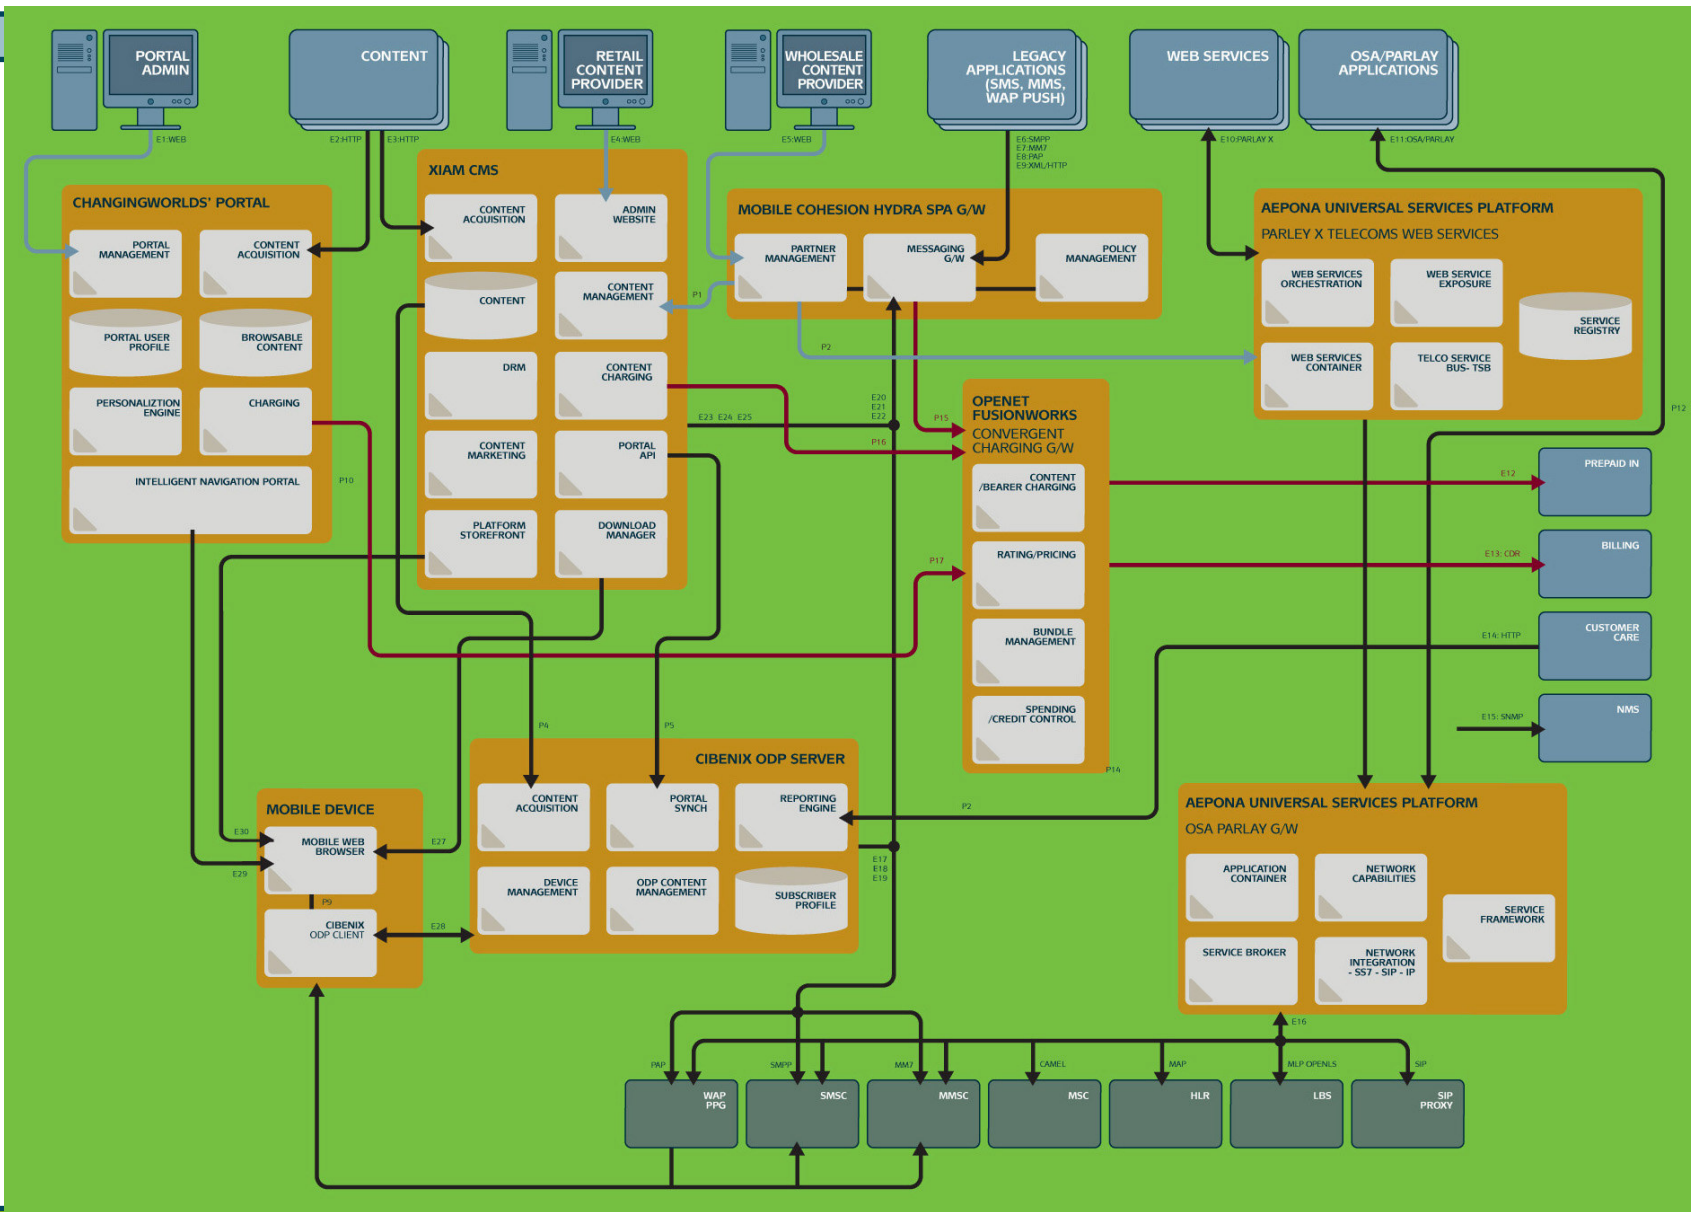 PORTAL
ADMIN
CONTENT
RETAIL
CONTENT
PROVIDER
WHOLESALE
CONTENT
PROVIDER
LEGACY
APPLICATIONS
(SMS, MMS,
WAP PUSH)
WEB SERVICES
OSA/PARLAY
APPLICATIONS
E1:WEB
E2:HTTP
E3:HTTP
E4:WEB
E5:WEB
E6:SMPP
E7:MM7
E8:PAP
E9:XML/HTTP
E10:PARLAY X
E11:OSA/PARLAY
CHANGINGWORLDS' PORTAL
PORTAL
MANAGEMENT
CONTENT
ACQUISITION
PORTAL USER
PROFILE
BROWSABLE
CONTENT
PERSONALIZTION
ENGINE
CHARGING
INTELLIGENT NAVIGATION PORTAL
P10
XIAM CMS
CONTENT
ACQUISITION
ADMIN
WEBSITE
CONTENT
CONTENT
MANAGEMENT
DRM
CONTENT
CHARGING
CONTENT
MARKETING
PORTAL
API
PLATFORM
STOREFRONT
DOWNLOAD
MANAGER
MOBILE COHESION HYDRA SPA G/W
PARTNER
MANAGEMENT
MESSAGING
G/W
POLICY
MANAGEMENT
P1
P2
E20
E21
E22
E23 E24 E25
P15
P16
P17
AEPONA UNIVERSAL SERVICES PLATFORM
PARLEY X TELECOMS WEB SERVICES
WEB SERVICES
ORCHESTRATION
WEB SERVICE
EXPOSURE
SERVICE
REGISTRY
WEB SERVICES
CONTAINER
TELCO SERVICE
BUS- TSB
P12
OPENET
FUSIONWORKS
CONVERGENT
CHARGING G/W
CONTENT
/BEARER CHARGING
RATING/PRICING
BUNDLE
MANAGEMENT
SPENDING
/CREDIT CONTROL
P14
E12
PREPAID IN
E13: CDR
BILLING
E14: HTTP
CUSTOMER
CARE
E15: SNMP
NMS
P4
P5
P2
CIBENIX ODP SERVER
CONTENT
ACQUISITION
PORTAL
SYNCH
REPORTING
ENGINE
DEVICE
MANAGEMENT
ODP CONTENT
MANAGEMENT
SUBSCRIBER
PROFILE
E17
E18
E19
MOBILE DEVICE
MOBILE WEB
BROWSER
P9
CIBENIX
ODP CLIENT
E30
E29
E27
E28
AEPONA UNIVERSAL SERVICES PLATFORM
OSA PARLAY G/W
APPLICATION
CONTAINER
NETWORK
CAPABILITIES
SERVICE
FRAMEWORK
SERVICE BROKER
NETWORK
INTEGRATION
- SS7 - SIP - IP
E16
PAP
SMPP
MM7
CAMEL
MAP
MLP OPENLS
SIP
WAP
PPG
SMSC
MMSC
MSC
HLR
LBS
SIP
PROXY